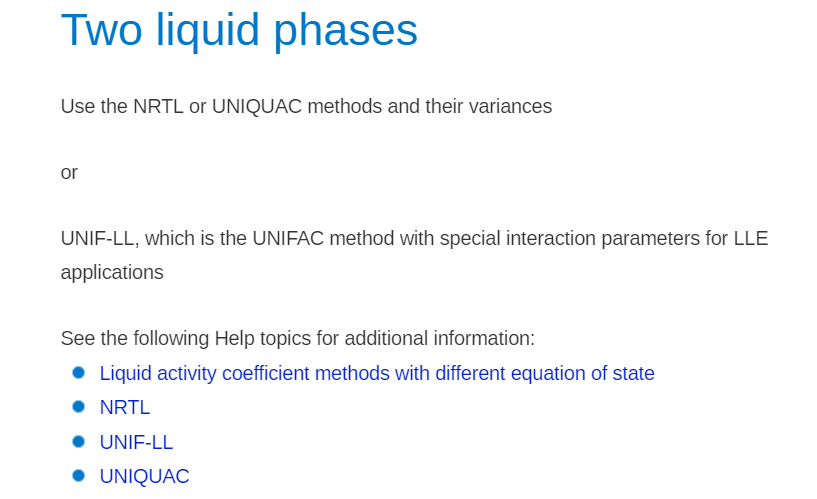 Two liquid phases
Use the NRTL or UNIQUAC methods and their variances
or
UNIF-LL, which is the UNIFAC method with special interaction parameters for LLE
applications
See the following Help topics for additional information:
Liquid activity coefficient methods with different equation of state
NRTL
UNIF-LL
UNIQUAC